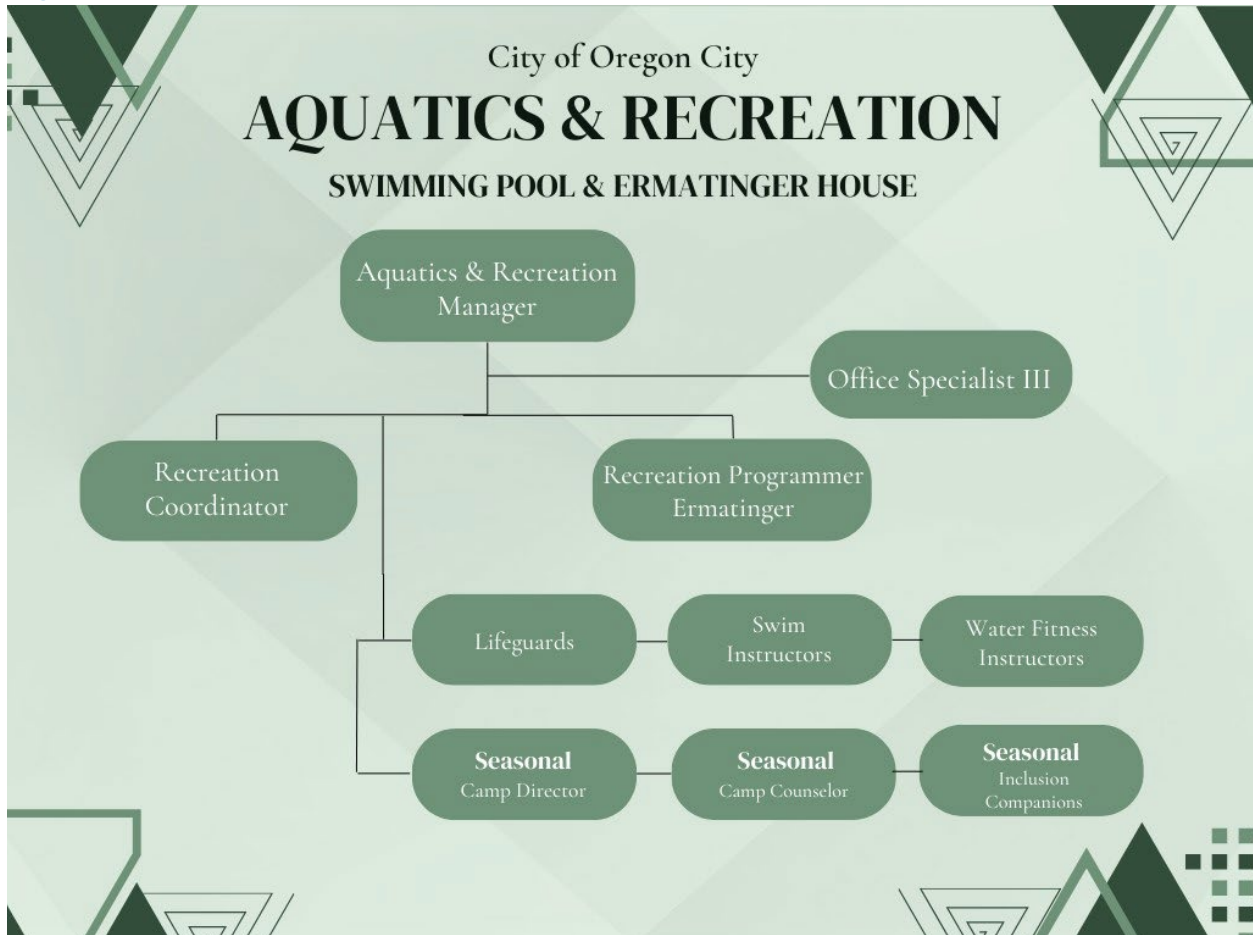 City of Oregon City
AQUATICS & RECREATION
SWIMMING POOL & ERMATINGER HOUSE
Aquatics & Recreation
Manager
Office Specialist III
Recreation
Coordinator
Recreation Programmer
Ermatinger
Lifeguards
Swim
Instructors
Water Fitness
Instructors
Seasonal
Camp Director
Seasonal
Camp Counselor
Seasonal
Inclusion
Companions